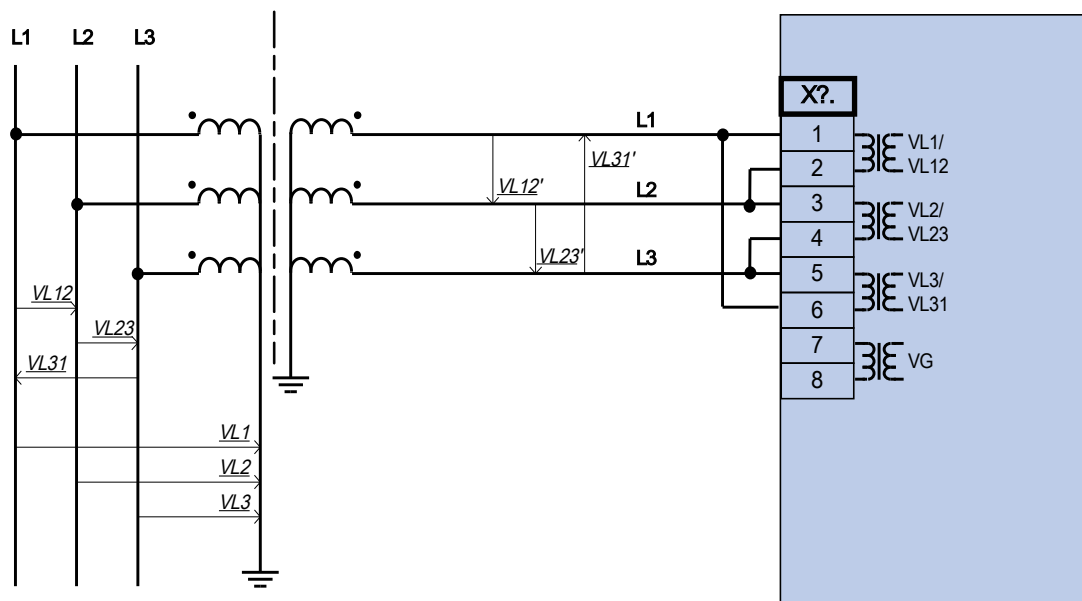 L1 L2 L3
X?.
L1
1
VL1/
VL31'
VL12'
2
VL12
L2
3
VL2/
VL23'
L3
4
VL23
5
VL3/
VL12
6
VL31
VL23
7
VL31
8
VG
VL1
VL2
VL3